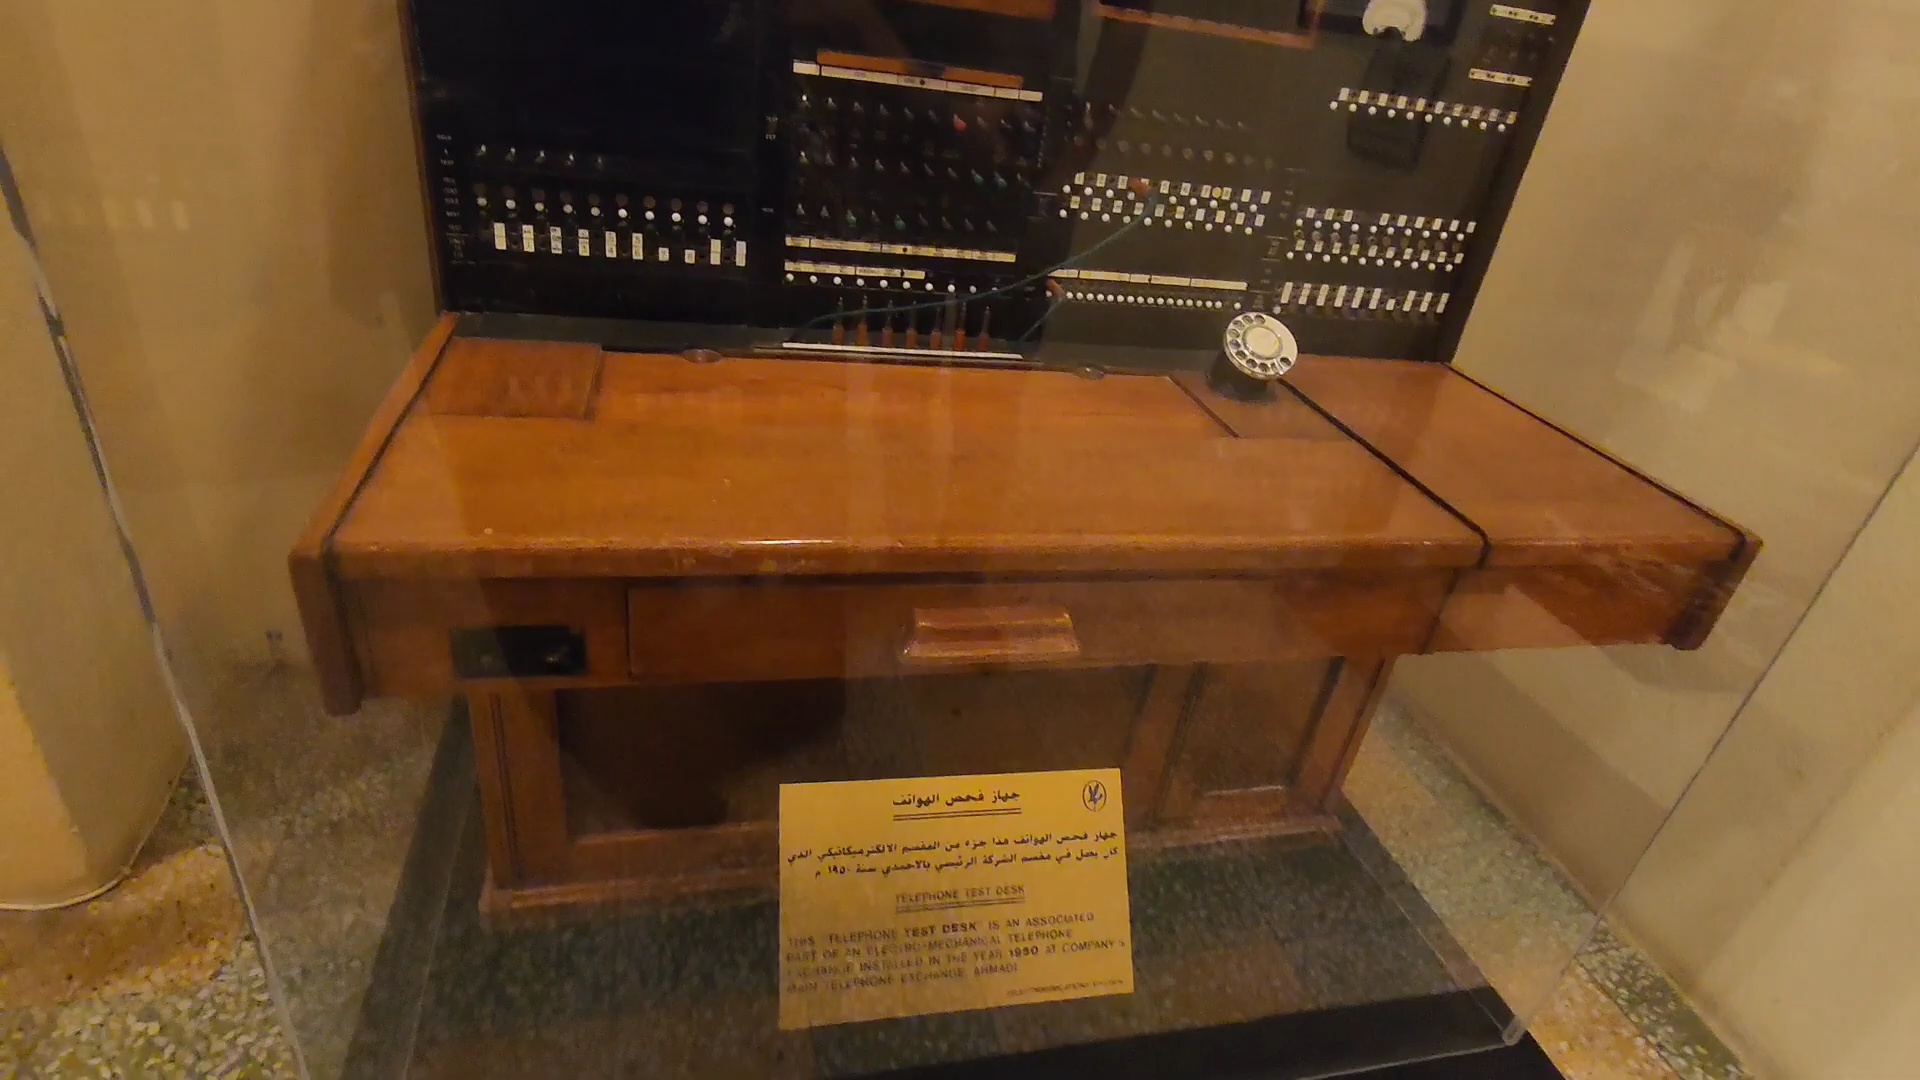 جهاز فحص الهواتف
جهاز فحص الهواتف هذا جزء من المقسم الالكتروميكانيكي الذي
كان يعمل في مقسم الشركة الرئيسي بالاحمدي سنة ١٩٥٠ م
TELEPHONE TEST DESK
THIS "TELEPHONE TEST DESK" IS AN ASSOCIATED
PART OF AN ELECTRO-MECHANICAL TELEPHONE
EXCHANGE INSTALLED IN THE YEAR 1950 AT COMPANY'S
MAIN TELEPHONE EXCHANGE, AHMADI